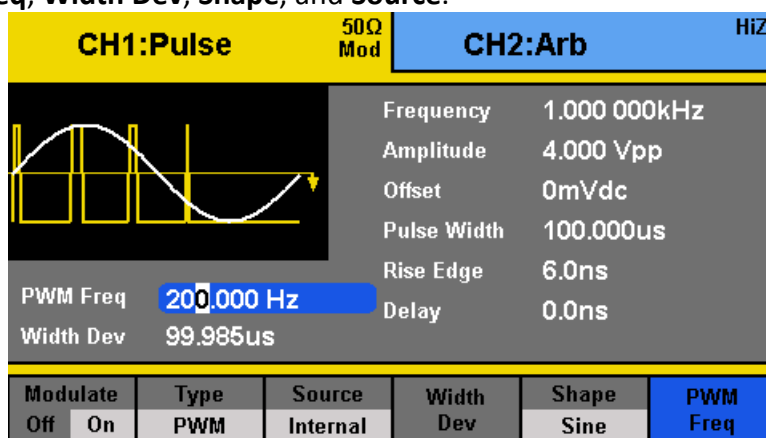 eq, Width Dev, Shape, and Source.
CH1:Pulse
50Ω
Mod
CH2:Arb
HiZ
Frequency 1.000 000kHz
Amplitude 4.000 Vpp
Offset 0mVdc
Pulse Width 100.000us
Rise Edge 6.0ns
Delay 0.0ns
PWM Freq 200.000 Hz
Width Dev 99.985us
Modulate Type Source Width Shape PWM
Off On PWM Internal Dev Sine Freq